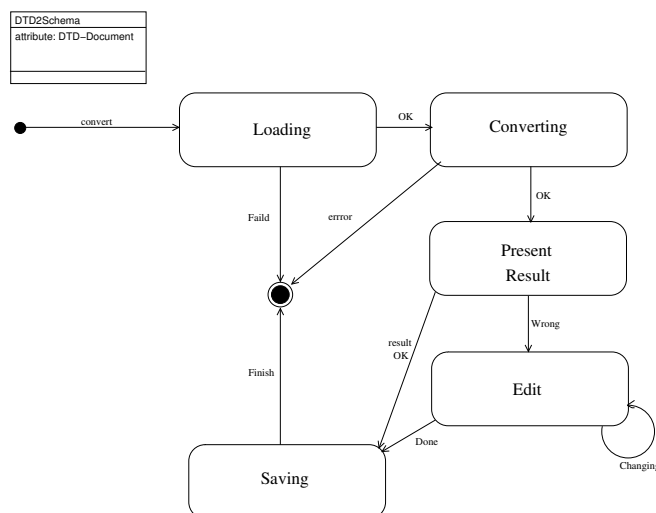 DTD2Schema
attribute: DTD-Document
convert
Loading
OK
Converting
Faild
errror
OK
Present
Result
Wrong
result
OK
Finish
Edit
Done
Changing
Saving